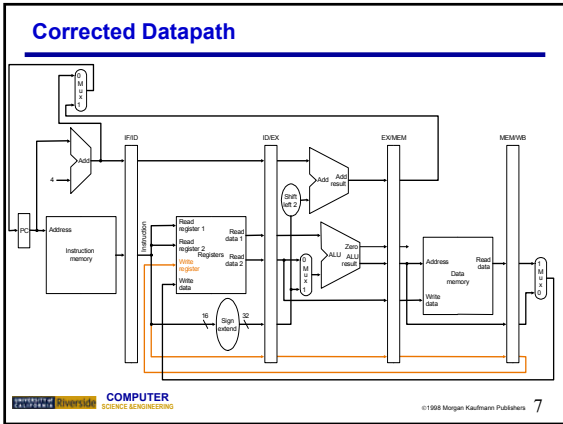 Corrected Datapath
0
M
u
x
1
IF/ID
ID/EX
EX/MEM
MEM/WB
Add
4
Add
Add
result
Shift
left 2
PC
Address
Instruction
memory
Instruction
Read
register 1
Read
register 2
Write
register
Write
data
Registers
Read
data 1
Read
data 2
0
M
u
x
1
Zero
ALU
ALU
result
Address
Write
data
Data
memory
Read
data
1
M
u
x
0
16
Sign
extend
32
UNIVERSITY of
CALIFORNIA
Riverside
COMPUTER
SCIENCE & ENGINEERING
©1998 Morgan Kaufmann Publishers
7